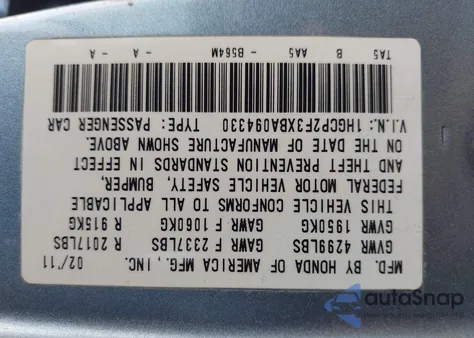 MFD. BY HONDA OF AMERICA MFG., INC. 02/'11
GVWR 4299LBS GAWR F 2337LBS R 2017LBS
GVWR 1950KG GAWR F 1060KG R 915KG
THIS VEHICLE CONFORMS TO ALL APPLICABLE
FEDERAL MOTOR VEHICLE SAFETY, BUMPER,
AND THEFT PREVENTION STANDARDS IN EFFECT
ON THE DATE OF MANUFACTURE SHOWN ABOVE.
V.I.N.: 1HGCP2F3XBA094330 TYPE: PASSENGER CAR
TA5 B AA5 - B564M - A - A
autoSnap